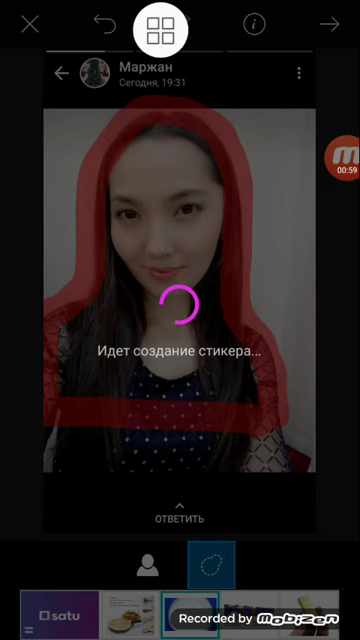 Маржан
Сегодня, 19:31
00:59
Идет создание стикера...
ОТВЕТИТЬ
satu
Recorded by MOBIZEN